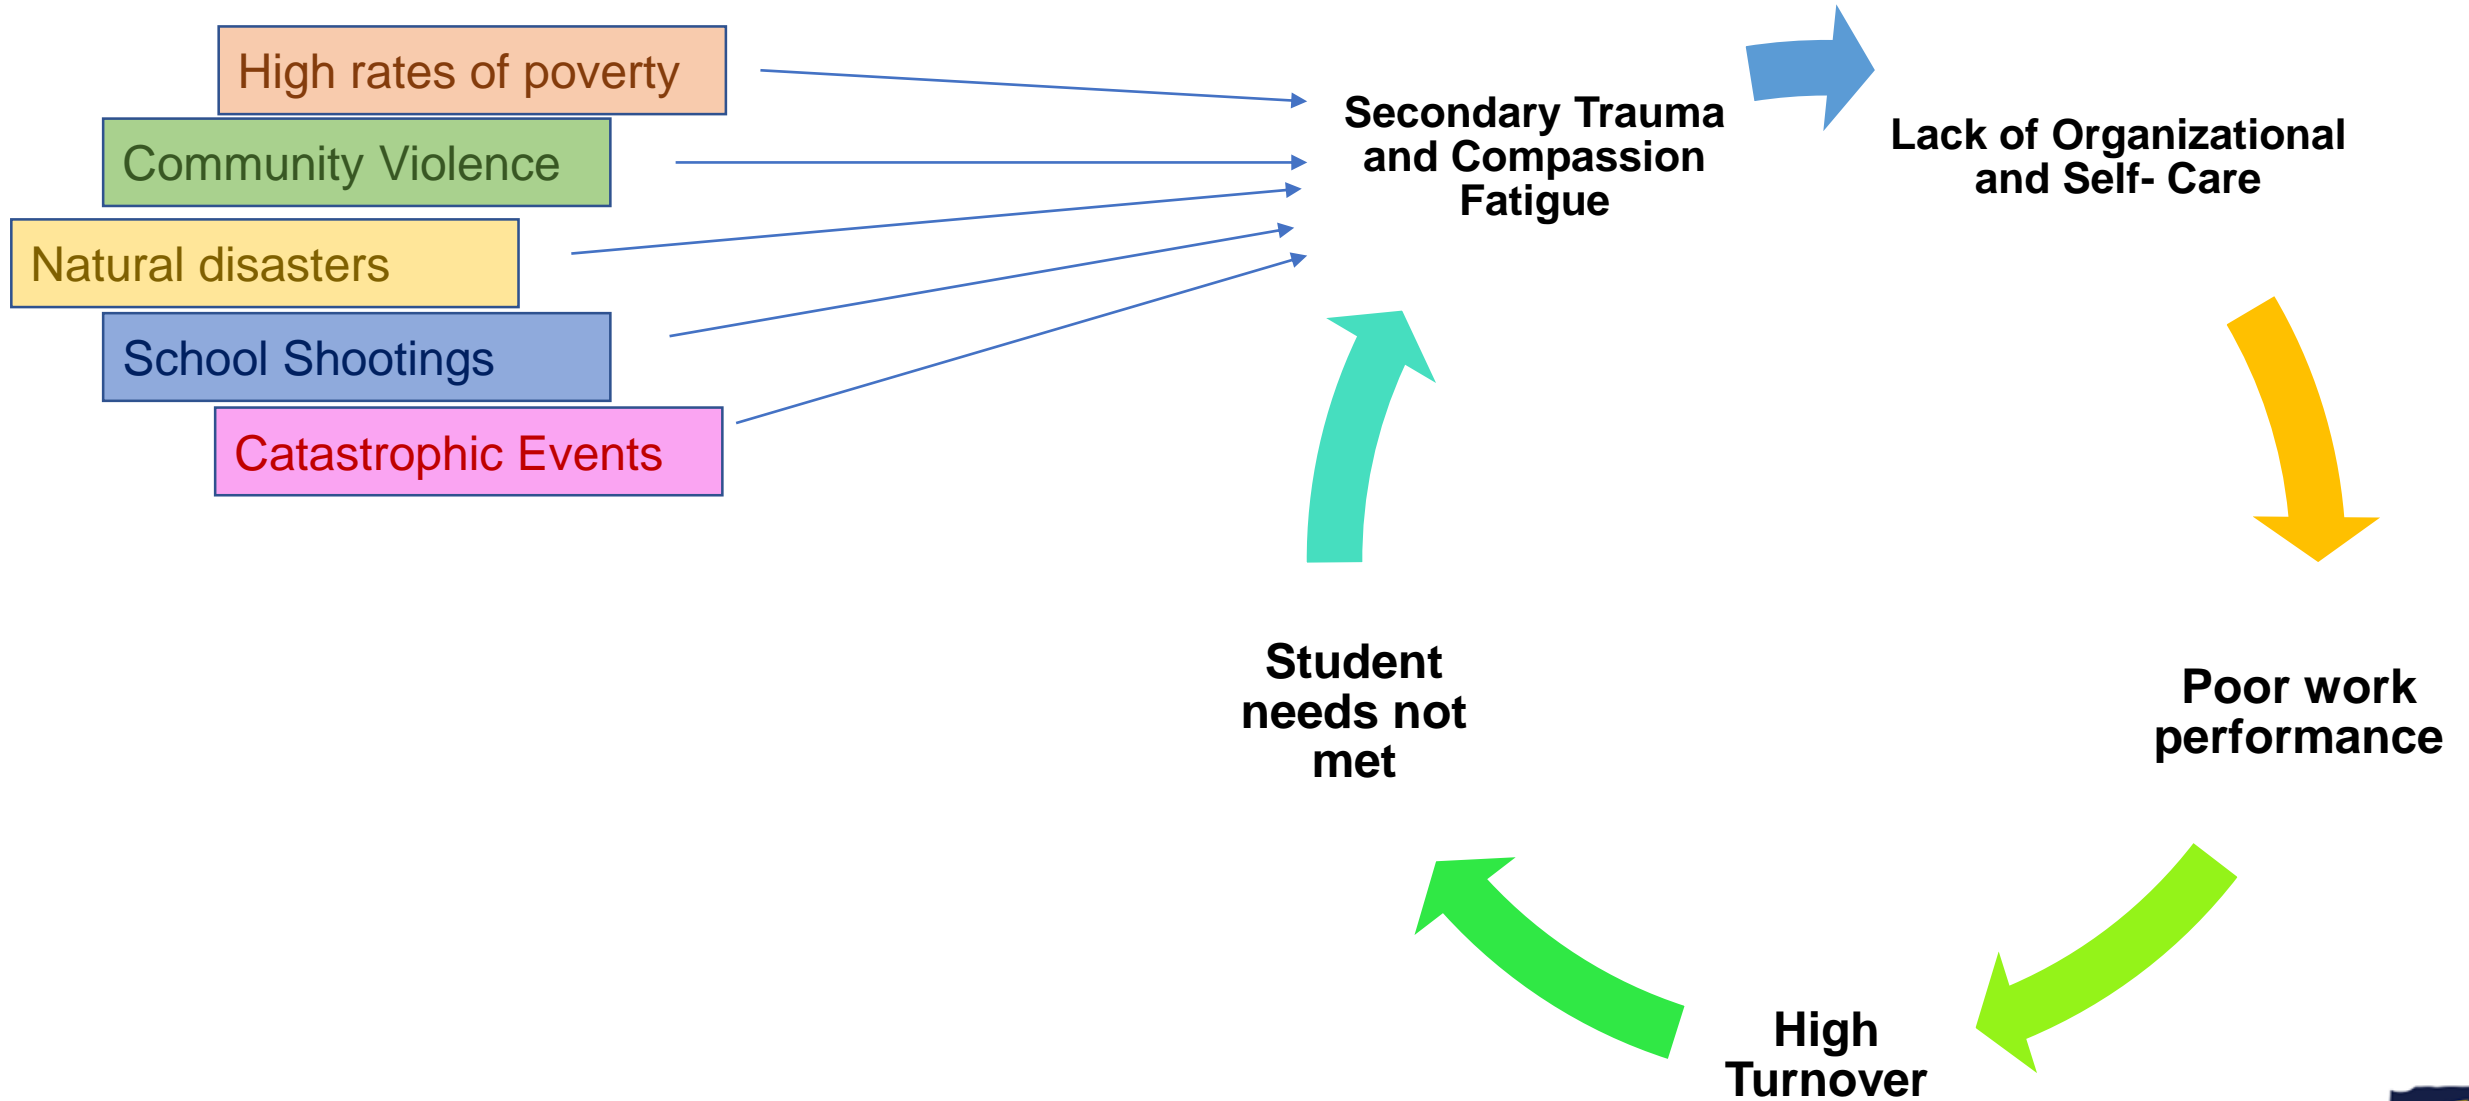 High rates of poverty
Community Violence
Natural disasters
School Shootings
Catastrophic Events
Secondary Trauma
and Compassion
Fatigue
Lack of Organizational
and Self- Care
Poor work
performance
High
Turnover
Student
needs not
met